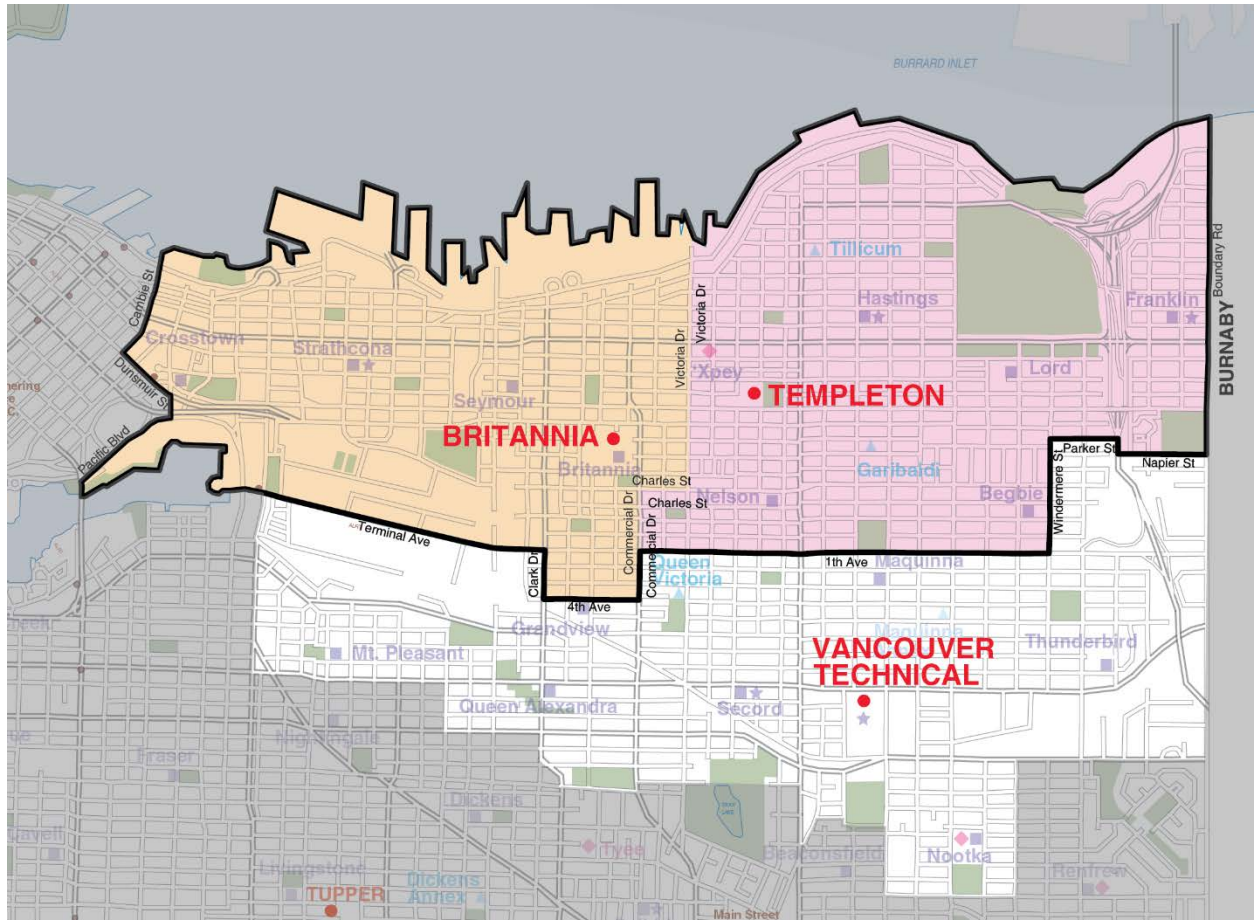 BURRARD INLET
Boundary Rd
BURNABY
Cambie St
Dunsmuir St
Pacific Blvd
Tillicum
Hastings
Franklin
Crosstown
Strathcona
Victoria Dr
Victoria Dr
'Xpey
Lord
Seymour
TEMPLETON
BRITANNIA
Britannia
Garibaldi
Parker St
Napier St
Windermere St
Charles St
Charles St
Nelson
Begbie
Commercial Dr
Commercial Dr
Terminal Ave
Clark Dr
1th Ave
4th Ave
Queen
Victoria
Maquinna
Grandview
Maquinna
Mt. Pleasant
VANCOUVER
TECHNICAL
Thunderbird
Queen Alexandra
Secord
Nightingale
Fraser
Dickens
Tyee
Beaconsfield
Nootka
Livingstone
Dickens
Annex
Renfrew
TUPPER
Main Street